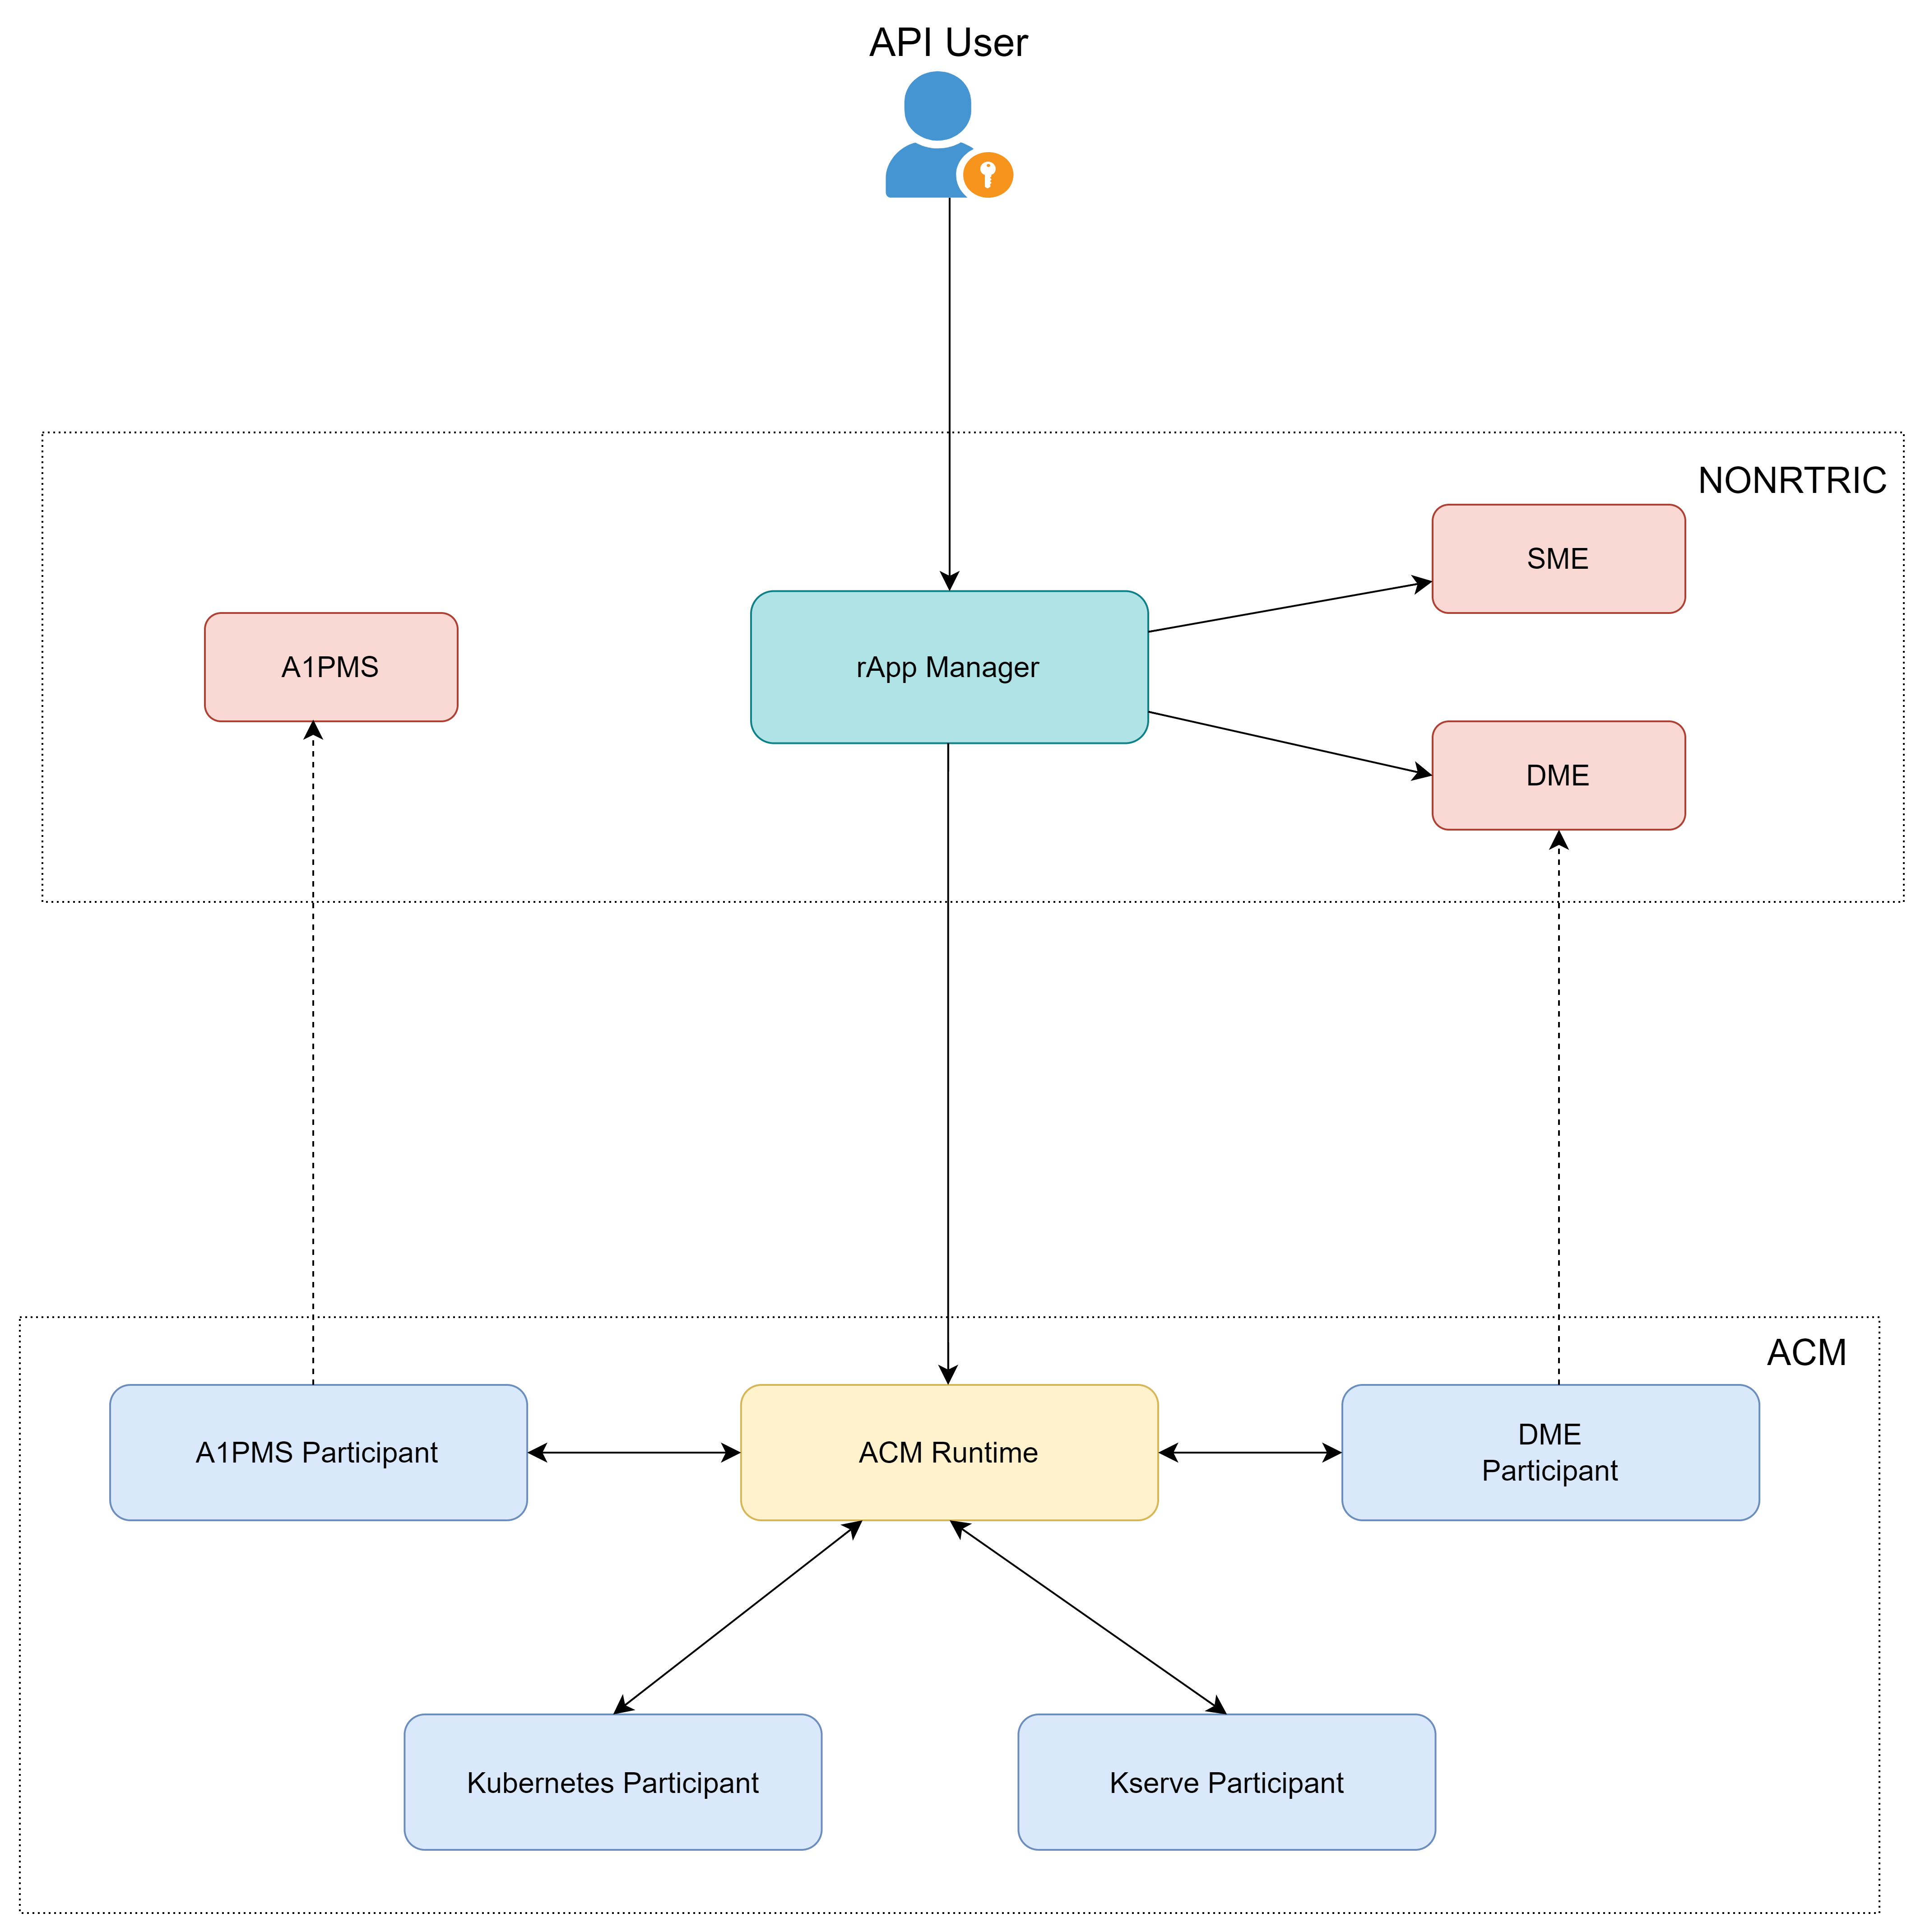 API User
NONRTRIC
SME
A1PMS
rApp Manager
DME
ACM
A1PMS Participant
ACM Runtime
DME
Participant
Kubernetes Participant
Kserve Participant